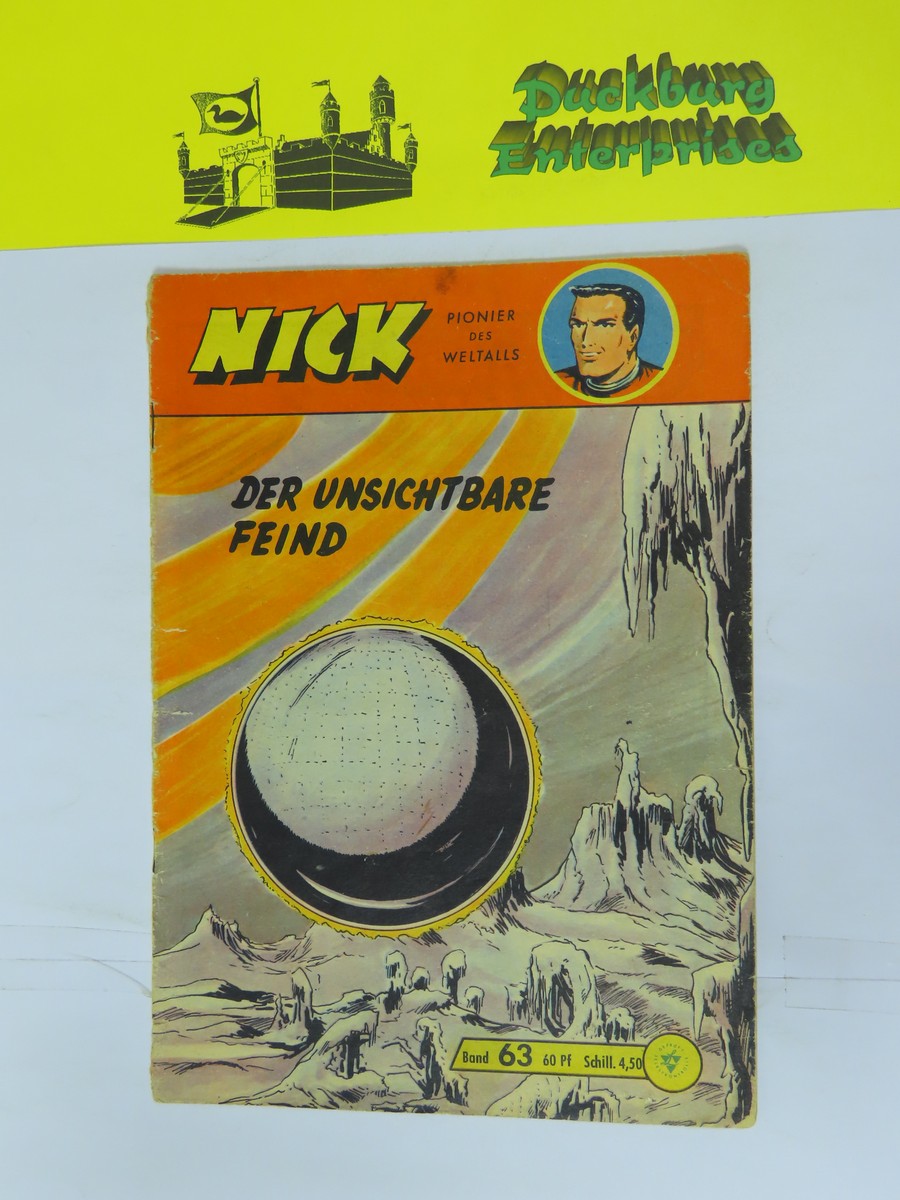 Duckburg
Enterprises
NICK
PIONIER
DES
WELTALLS
DER UNSICHTBARE
FEIND
Band 63 60 Pf Schill. 4,50